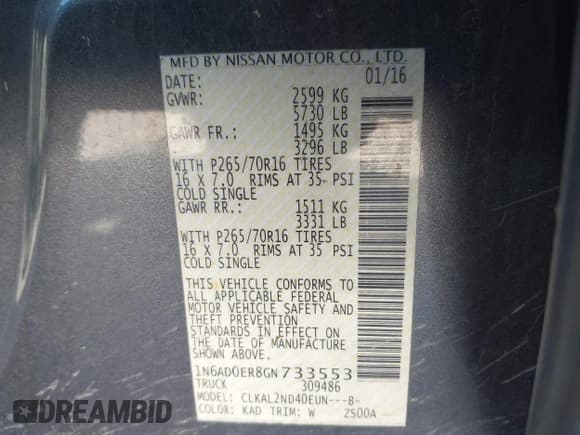 MFD BY NISSAN MOTOR CO., LTD.
DATE: 01/16
GVWR: 2599 KG
5730 LB
GAWR FR.: 1495 KG
3296 LB
WITH P265/70R16 TIRES
16 X 7.0 RIMS AT 35 PSI
COLD SINGLE
GAWR RR.: 1511 KG
3331 LB
WITH P265/70R16 TIRES
16 X 7.0 RIMS AT 35 PSI
COLD SINGLE
THIS VEHICLE CONFORMS TO
ALL APPLICABLE FEDERAL
MOTOR VEHICLE SAFETY AND
THEFT PREVENTION
STANDARDS IN EFFECT ON
THE DATE OF MANUFACTURE
SHOWN ABOVE.
1N6AD0ER8GN733553
TRUCK 309486
MODEL: CLKAL2ND40EUN---B-
COLOR: KAD TRIM: W ZS00A
DREAMBID
CARS AUCTION